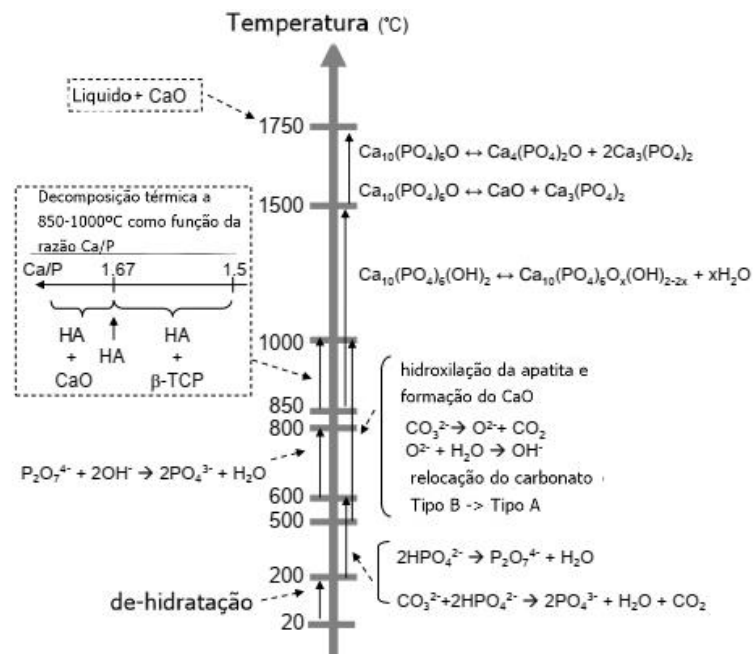 Temperatura (°C)
Liquido + CaO
1750
Ca10(PO4)6O ↔ Ca4(PO4)2O + 2Ca3(PO4)2
Ca10(PO4)6O ↔ CaO + Ca3(PO4)2
1500
Decomposição térmica a
850-1000ºC como função da
razão Ca/P
Ca/P 1.67 1.5
HA + CaO
HA
HA + β-TCP
Ca10(PO4)6(OH)2 ↔ Ca10(PO4)6Ox(OH)2-2x + xH2O
1000
hidroxilação da apatita e
formação do CaO
CO3²⁻→ O²⁻+ CO2
O²⁻ + H2O → OH⁻
relocação do carbonato
Tipo B -> Tipo A
850
800
P2O7⁴⁻ + 2OH⁻ → 2PO4³⁻ + H2O
600
500
2HPO4²⁻ → P2O7⁴⁻ + H2O
CO3²⁻+2HPO4²⁻ → 2PO4³⁻ + H2O + CO2
200
de-hidratação
20